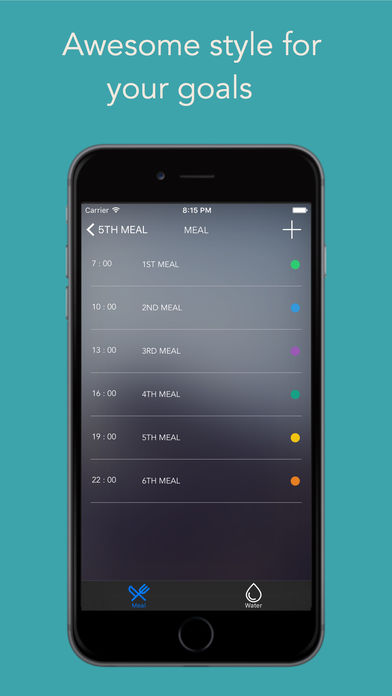 Awesome style for
your goals
Carrier 8:15 PM
5TH MEAL MEAL
7 : 00 1ST MEAL
10 : 00 2ND MEAL
13 : 00 3RD MEAL
16 : 00 4TH MEAL
19 : 00 5TH MEAL
22 : 00 6TH MEAL
Meal Water